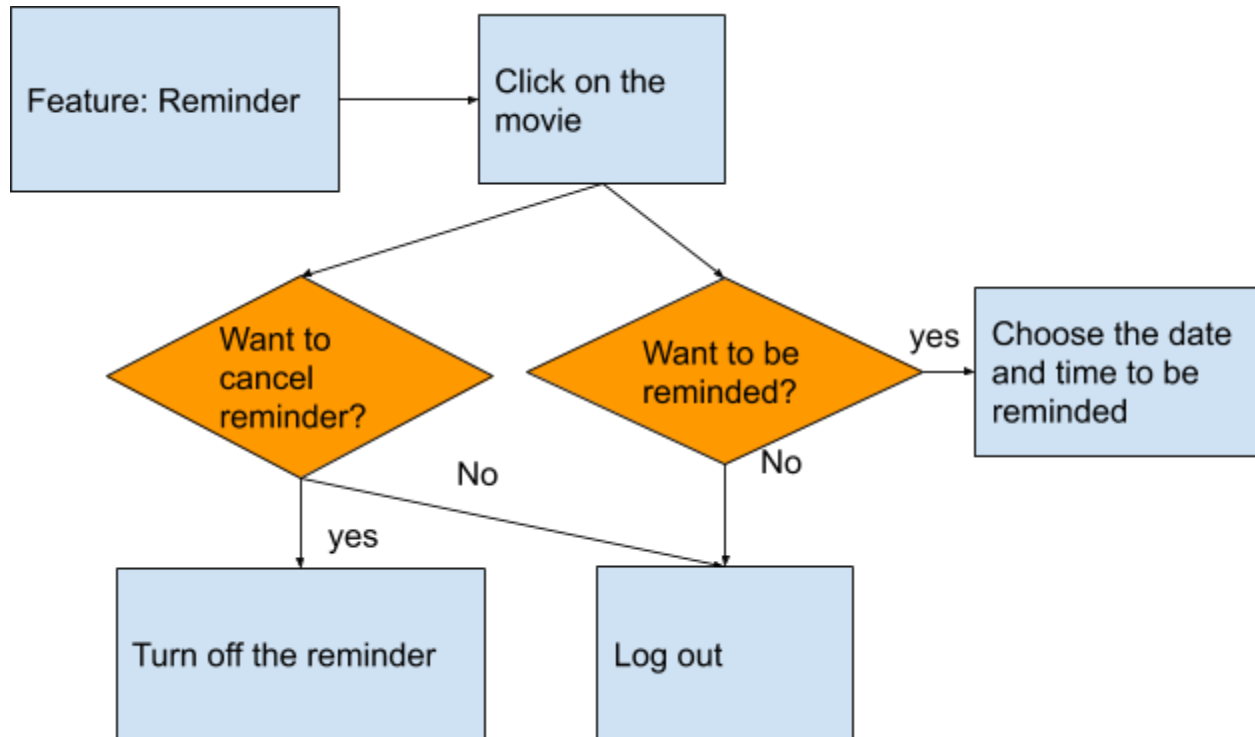 Feature: Reminder
Click on the
movie
Want to
cancel
reminder?
Want to be
reminded?
yes
Choose the date
and time to be
reminded
No
No
yes
Turn off the reminder
Log out